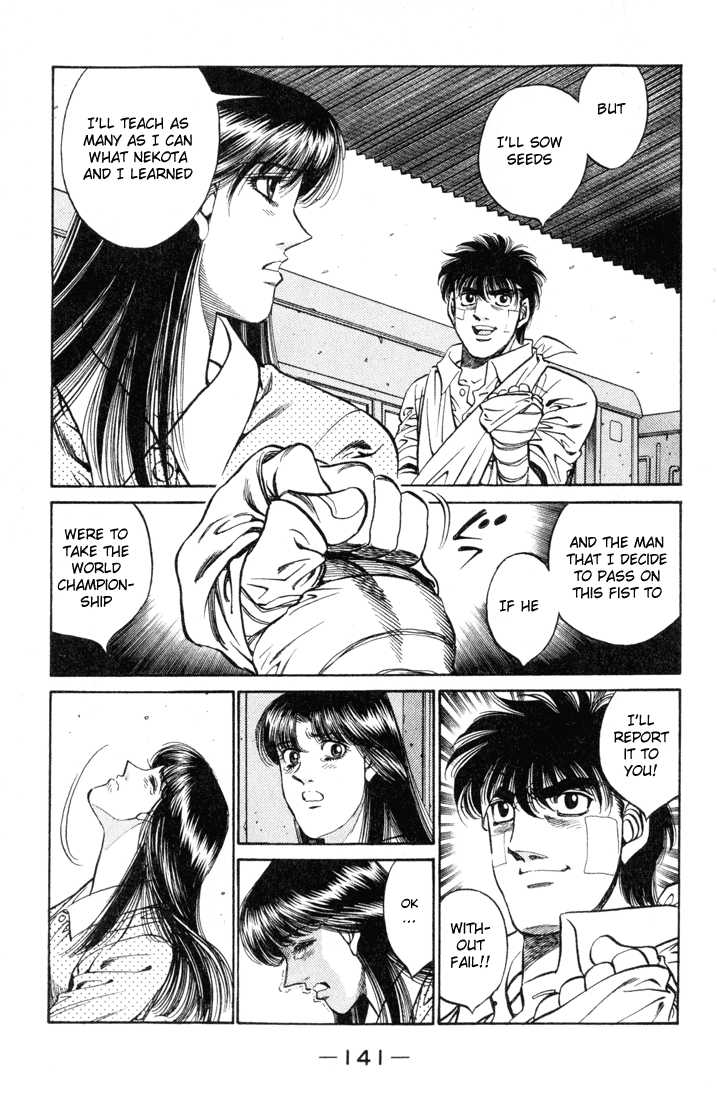 BUT
I'LL SOW
SEEDS
I'LL TEACH AS
MANY AS I CAN
WHAT NEKOTA
AND I LEARNED
AND THE MAN
THAT I DECIDE
TO PASS ON
THIS FIST TO
IF HE
WERE TO
TAKE THE
WORLD
CHAMPION-
SHIP
I'LL
REPORT
IT TO
YOU!
WITH-
OUT
FAIL!!
OK
...
—141—